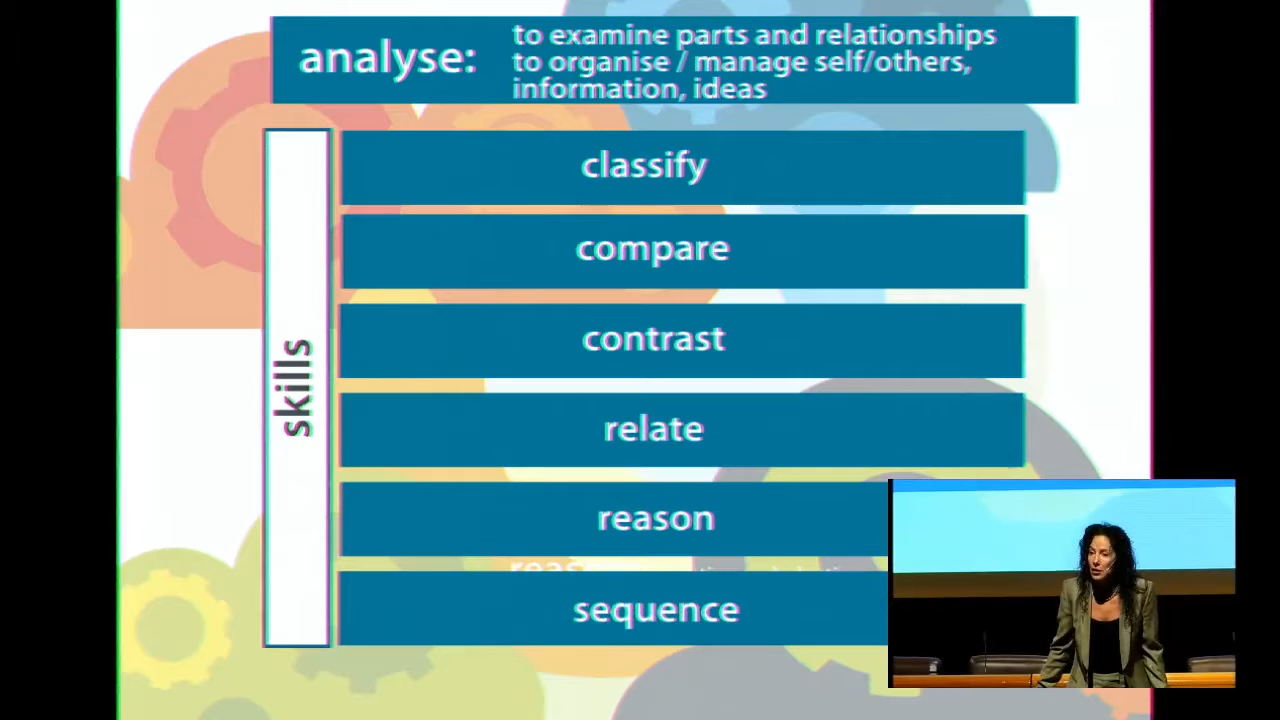 analyse:
to examine parts and relationships
to organise / manage self/others,
information, ideas
skills
classify
compare
contrast
relate
reason
sequence